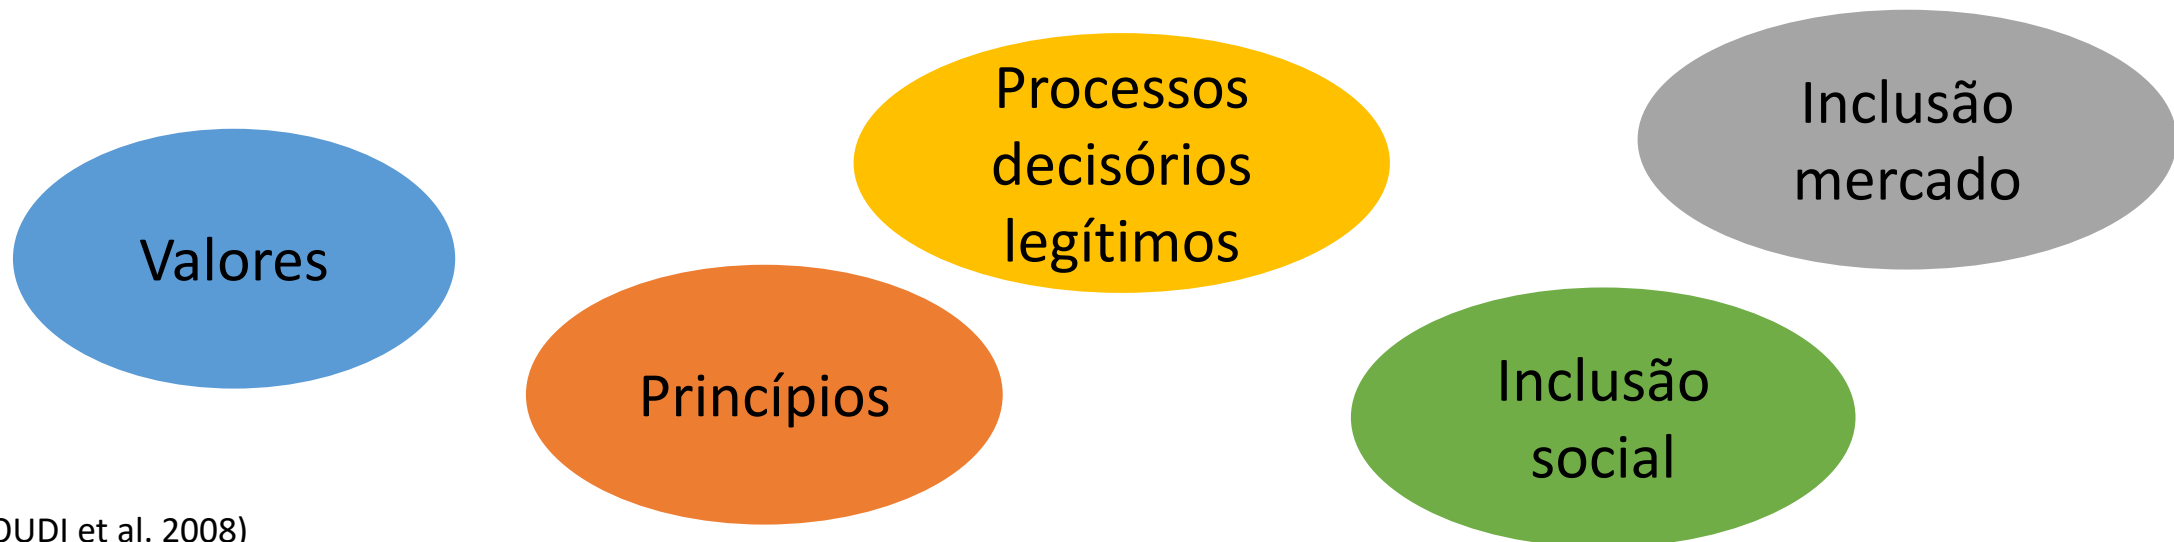 Valores
Princípios
Processos
decisórios
legítimos
Inclusão
social
Inclusão
mercado
et al. 2008)